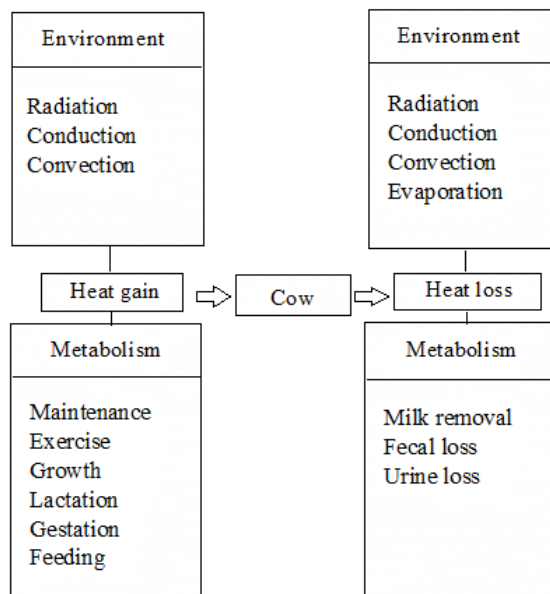 Environment
Radiation
Conduction
Convection
Environment
Radiation
Conduction
Convection
Evaporation
Heat gain
Cow
Heat loss
Metabolism
Maintenance
Exercise
Growth
Lactation
Gestation
Feeding
Metabolism
Milk removal
Fecal loss
Urine loss